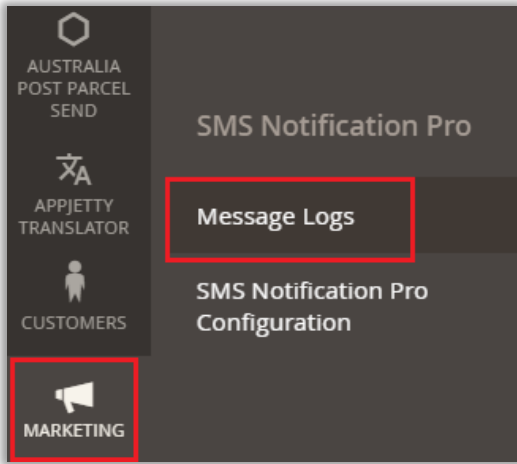 AUSTRALIA
POST PARCEL
SEND
APPJETTY
TRANSLATOR
CUSTOMERS
MARKETING
SMS Notification Pro
Message Logs
SMS Notification Pro
Configuration